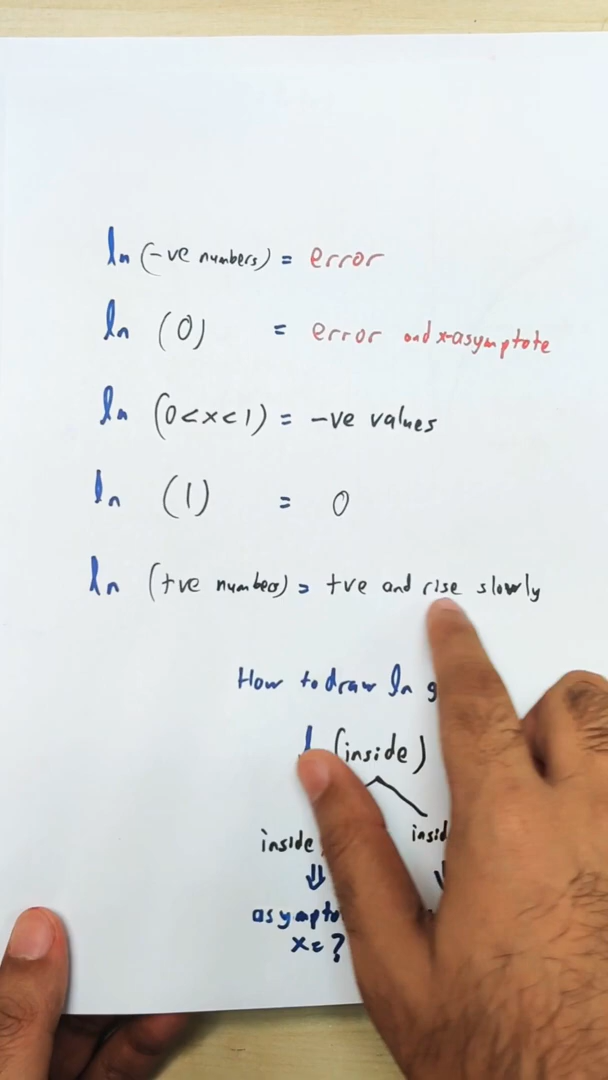 ln (-ve numbers) = error
ln (0) = error and x-asymptote
ln (0<x<1) = -ve values
ln (1) = 0
ln (+ve numbers) = +ve and rise slowly
How to draw ln g
(inside)
inside
asympto
x=?